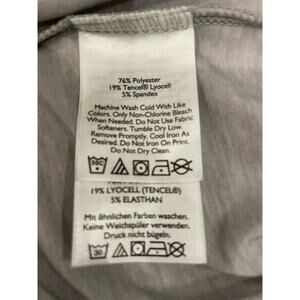 76% Polyester
19% Tencel® Lyocell
5% Spandex
Machine Wash Cold With Like
Colors. Only Non-Chlorine Bleach
When Needed. Do Not Use Fabric
Softeners. Tumble Dry Low.
Remove Promptly. Cool Iron As
Desired. Do Not Iron On Print.
Do Not Dry Clean.
19% LYOCELL (TENCEL®)
5% ELASTHAN
Mit ähnlichen Farben waschen.
Keine Weichspüler verwenden.
Druck nicht bügeln.
30